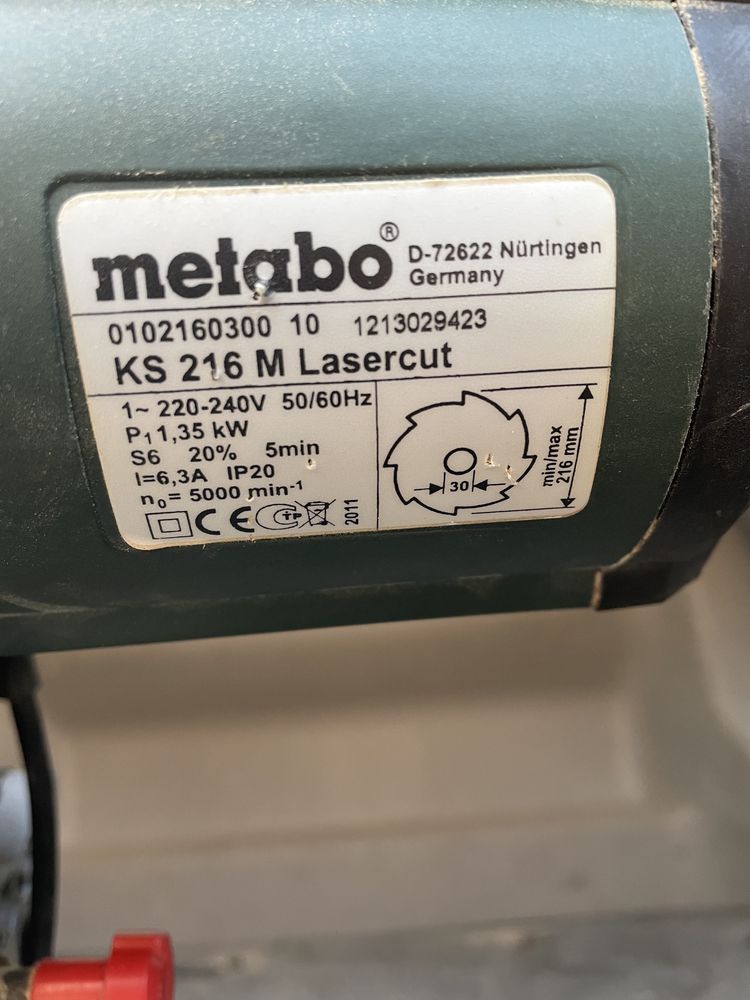 metabo®
D-72622 Nürtingen
Germany
0102160300 10 1213029423
KS 216 M Lasercut
1~ 220-240V 50/60Hz
P₁ 1,35 kW
S6 20% 5min
I=6,3A IP20
n₀= 5000 min⁻¹
CE
2011
30
min/max
216 mm